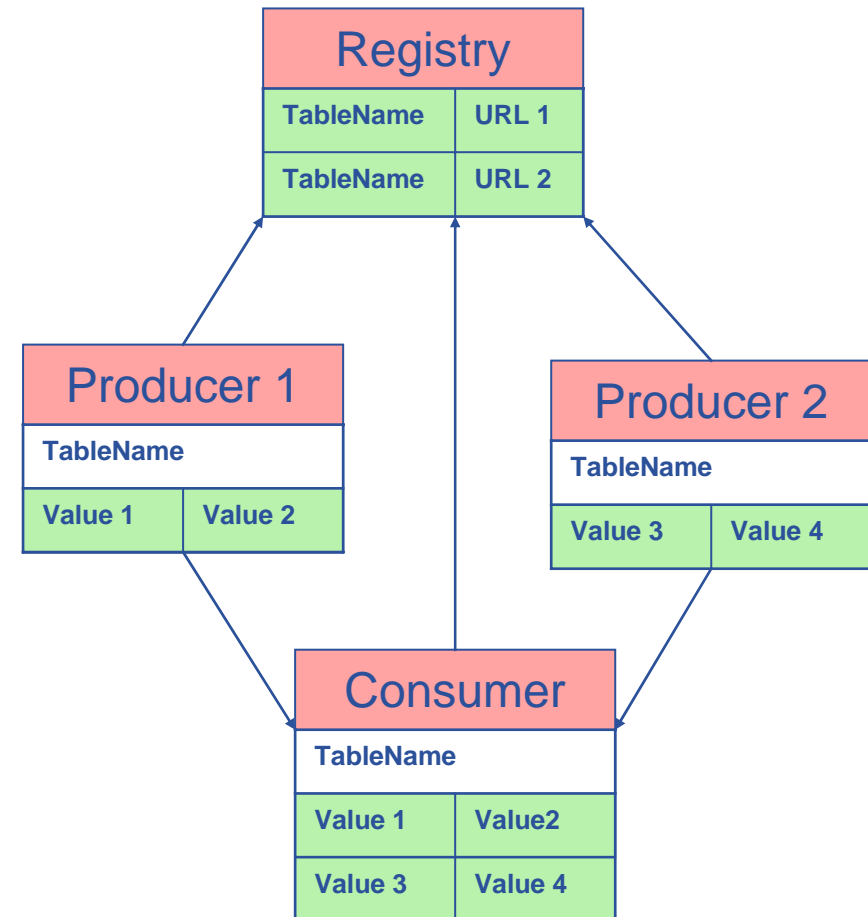 Registry
TableName URL 1
TableName URL 2
Producer 1
TableName
Value 1 Value 2
Producer 2
TableName
Value 3 Value 4
Consumer
TableName
Value 1 Value2
Value 3 Value 4